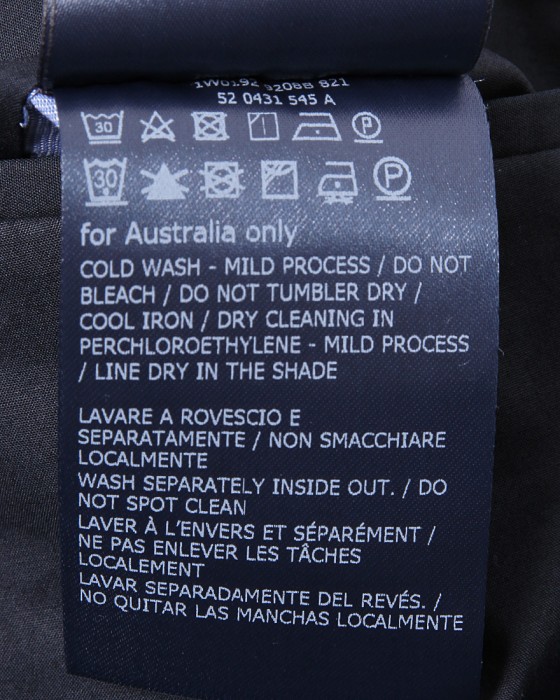 1W0192 9208B 821
52 0431 545 A
30 P
30 P
for Australia only
COLD WASH - MILD PROCESS / DO NOT
BLEACH / DO NOT TUMBLER DRY /
COOL IRON / DRY CLEANING IN
PERCHLOROETHYLENE - MILD PROCESS
/ LINE DRY IN THE SHADE
LAVARE A ROVESCIO E
SEPARATAMENTE / NON SMACCHIARE
LOCALMENTE
WASH SEPARATELY INSIDE OUT. / DO
NOT SPOT CLEAN
LAVER À L'ENVERS ET SÉPARÉMENT /
NE PAS ENLEVER LES TÂCHES
LOCALEMENT
LAVAR SEPARADAMENTE DEL REVÉS. /
NO QUITAR LAS MANCHAS LOCALMENTE